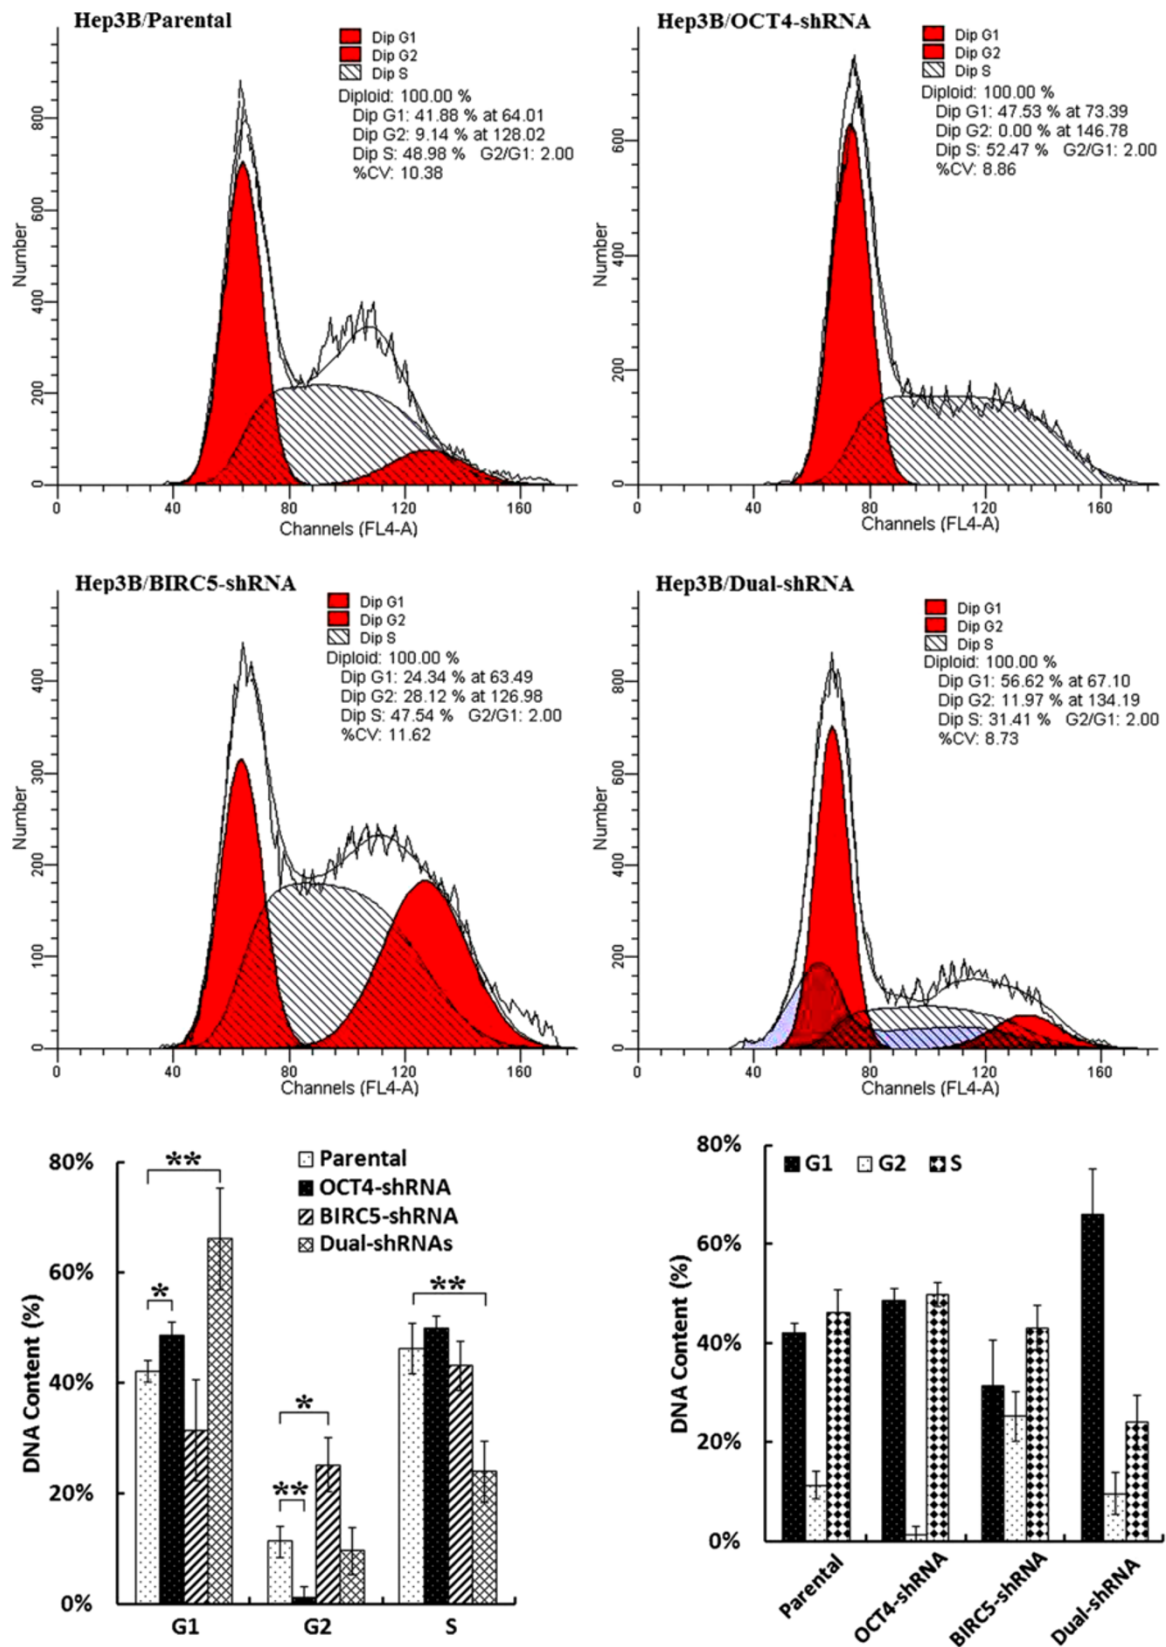 Hep3B/Parental
Dip G1
Dip G2
Dip S
Diploid: 100.00 %
Dip G1: 41.88 % at 64.01
Dip G2: 9.14 % at 128.02
Dip S: 48.98 % G2/G1: 2.00
%CV: 10.38
Number
0
200
400
600
800
0
40
80
120
160
Channels (FL4-A)
Hep3B/OCT4-shRNA
Dip G1
Dip G2
Dip S
Diploid: 100.00 %
Dip G1: 47.53 % at 73.39
Dip G2: 0.00 % at 146.78
Dip S: 52.47 % G2/G1: 2.00
%CV: 8.86
Number
0
200
400
600
0
40
80
120
160
Channels (FL4-A)
Hep3B/BIRC5-shRNA
Dip G1
Dip G2
Dip S
Diploid: 100.00 %
Dip G1: 24.34 % at 63.49
Dip G2: 28.12 % at 126.98
Dip S: 47.54 % G2/G1: 2.00
%CV: 11.62
Number
0
100
200
300
400
0
40
80
120
160
Channels (FL4-A)
Hep3B/Dual-shRNA
Dip G1
Dip G2
Dip S
Diploid: 100.00 %
Dip G1: 56.62 % at 67.10
Dip G2: 11.97 % at 134.19
Dip S: 31.41 % G2/G1: 2.00
%CV: 8.73
Number
0
200
400
600
800
0
40
80
120
160
Channels (FL4-A)
DNA Content (%)
80%
60%
40%
20%
0%
Parental
OCT4-shRNA
BIRC5-shRNA
Dual-shRNAs
**
*
*
**
**
G1
G2
S
DNA Content (%)
80%
60%
40%
20%
0%
G1 G2 S
Parental
OCT4-shRNA
BIRC5-shRNA
Dual-shRNA